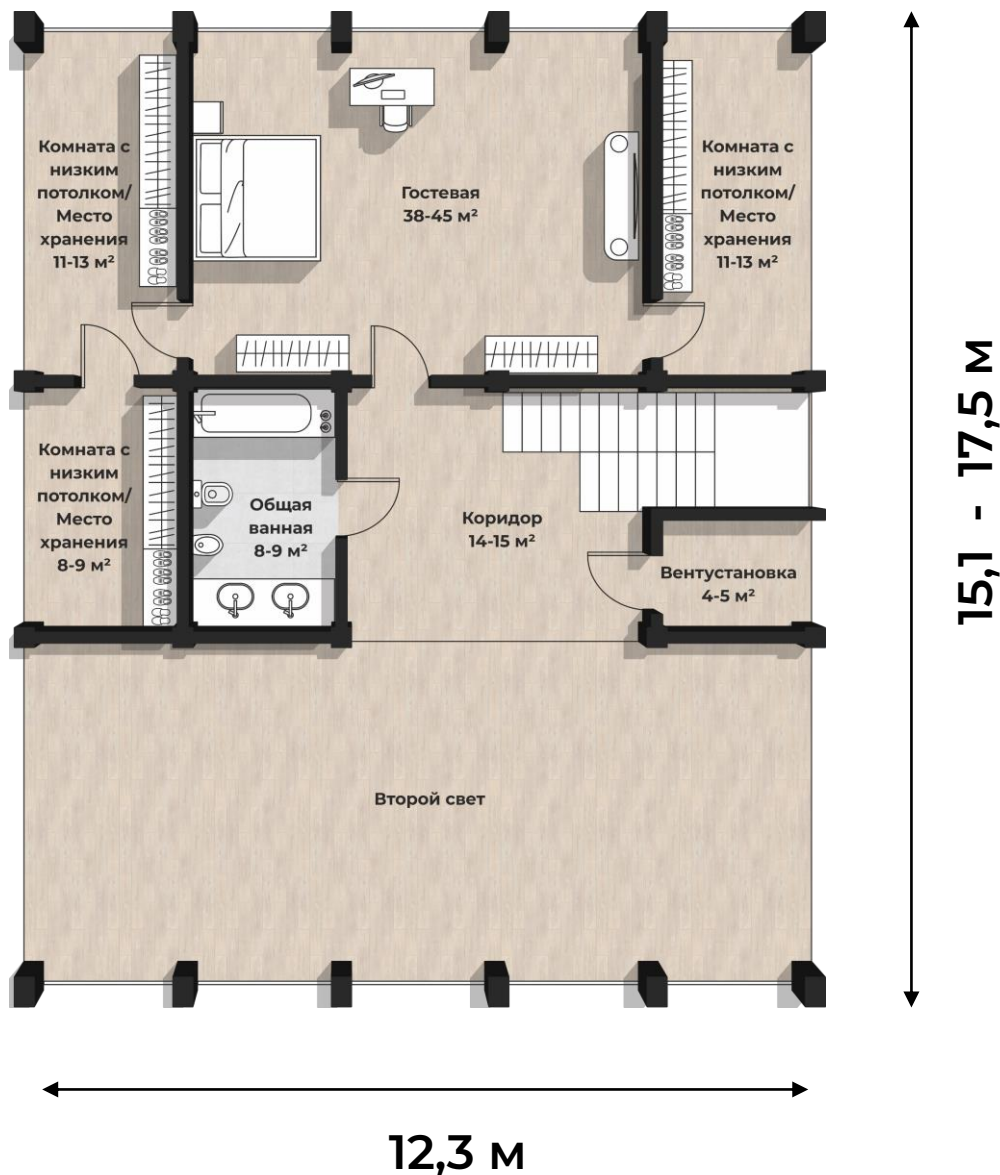 Комната с
низким
потолком/
Место
хранения
11-13 м²
Гостевая
38-45 м²
Комната с
низким
потолком/
Место
хранения
11-13 м²
Комната с
низким
потолком/
Место
хранения
8-9 м²
Общая
ванная
8-9 м²
Коридор
14-15 м²
Вентустановка
4-5 м²
Второй свет
15,1 - 17,5 м
12,3 м